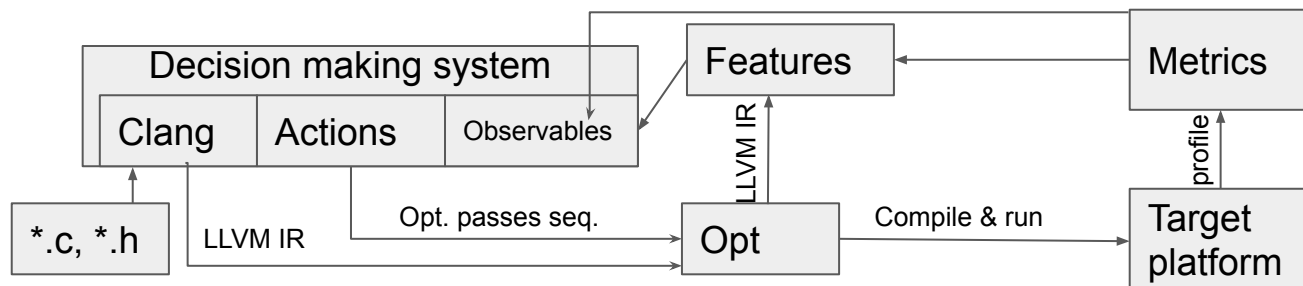 Decision making system
Features
Metrics
Clang
Actions
Observables
LLVM IR
profile
*.c, *.h
LLVM IR
Opt. passes seq.
Opt
Compile & run
Target
platform